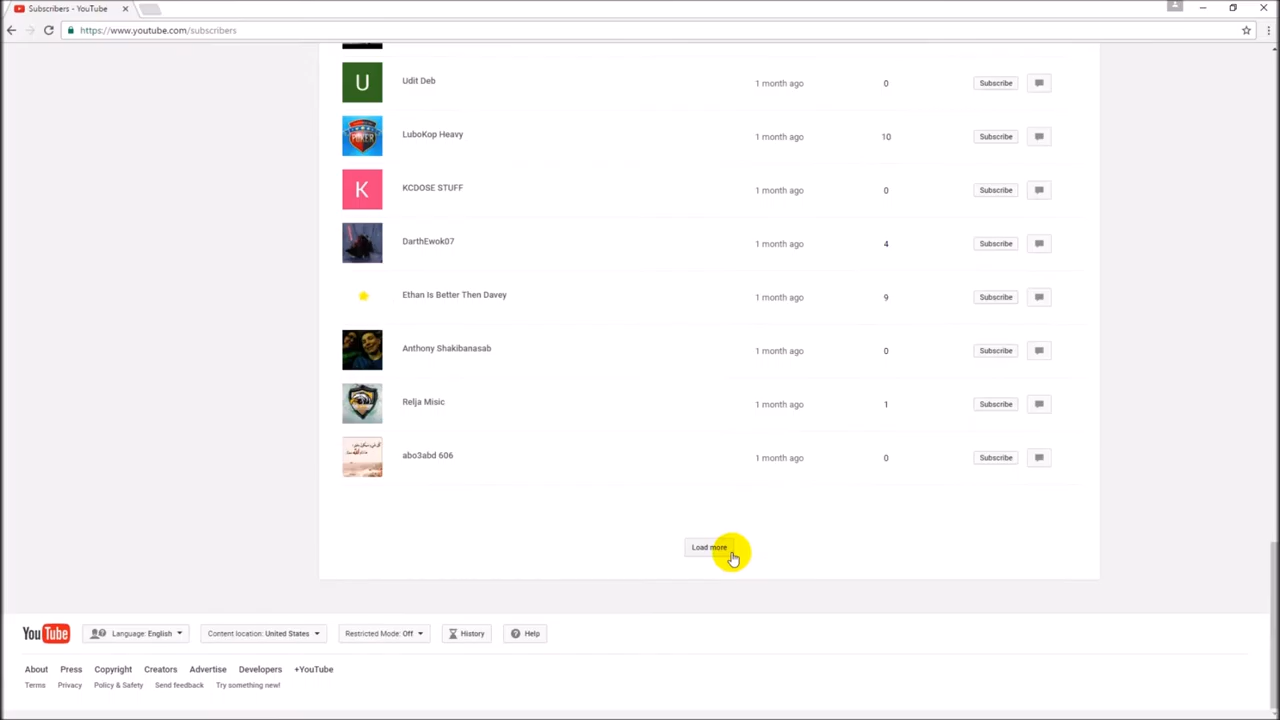 Subscribers - YouTube
https://www.youtube.com/subscribers
U Udit Deb 1 month ago 0 Subscribe
POKER LuboKop Heavy 1 month ago 10 Subscribe
K KCDOSE STUFF 1 month ago 0 Subscribe
DarthEwok07 1 month ago 4 Subscribe
Ethan Is Better Then Davey 1 month ago 9 Subscribe
Anthony Shakibanasab 1 month ago 0 Subscribe
Relja Misic 1 month ago 1 Subscribe
abo3abd 606 1 month ago 0 Subscribe
Load more
YouTube Language: English Content location: United States Restricted Mode: Off History Help
About Press Copyright Creators Advertise Developers +YouTube
Terms Privacy Policy & Safety Send feedback Try something new!